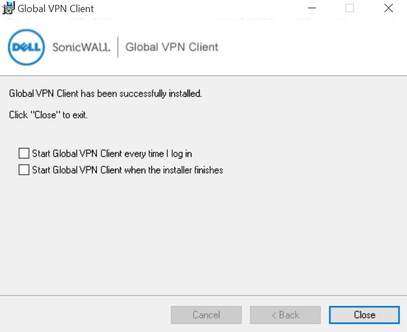 Global VPN Client
DELL SonicWALL Global VPN Client
Global VPN Client has been successfully installed.
Click "Close" to exit.
Start Global VPN Client every time I log in
Start Global VPN Client when the installer finishes
Cancel < Back Close